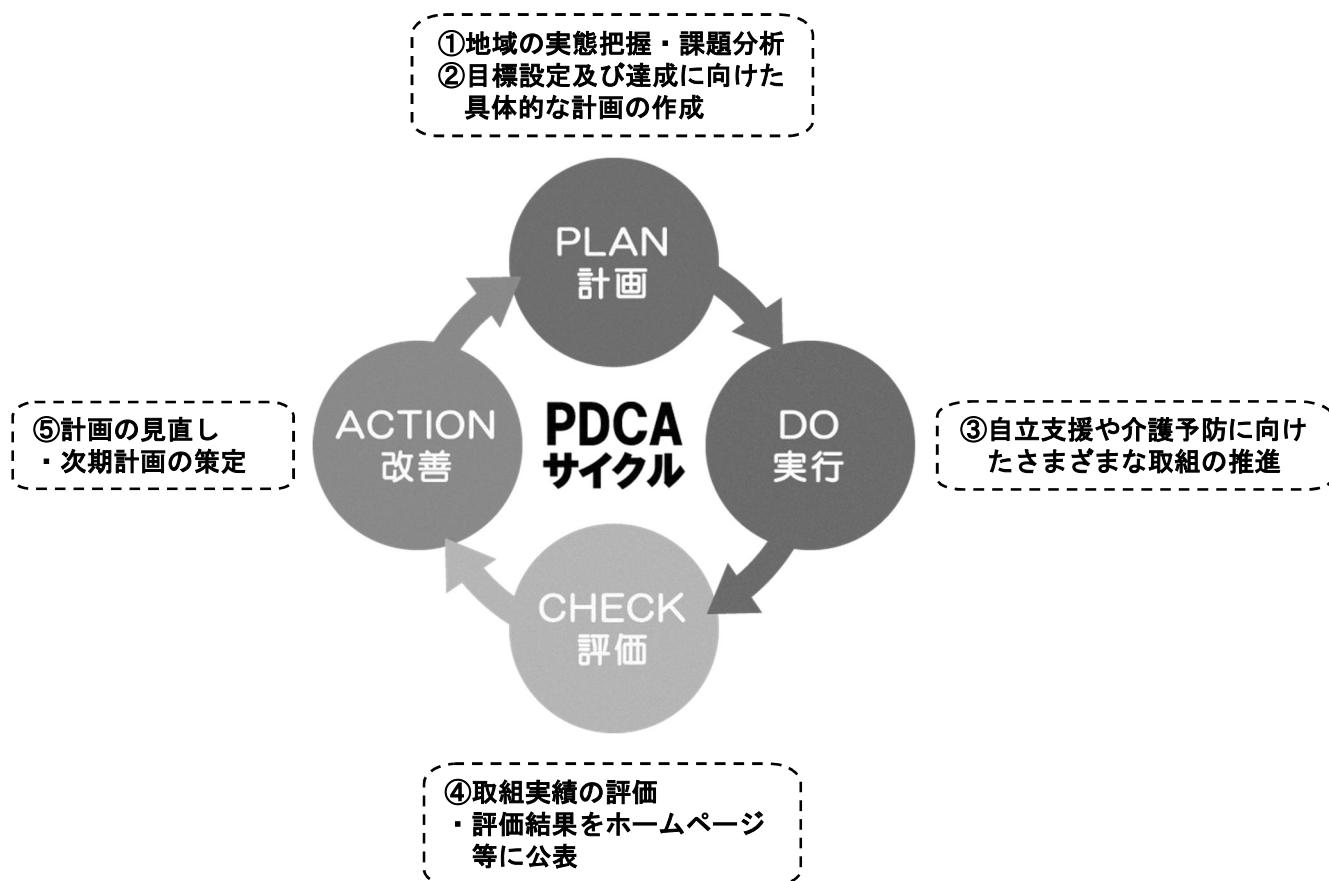 ①地域の実態把握・課題分析
②目標設定及び達成に向けた
具体的な計画の作成
PLAN
計画
DO
実行
③自立支援や介護予防に向け
たさまざまな取組の推進
PDCA
サイクル
ACTION
改善
⑤計画の見直し
・次期計画の策定
CHECK
評価
④取組実績の評価
・評価結果をホームページ
等に公表